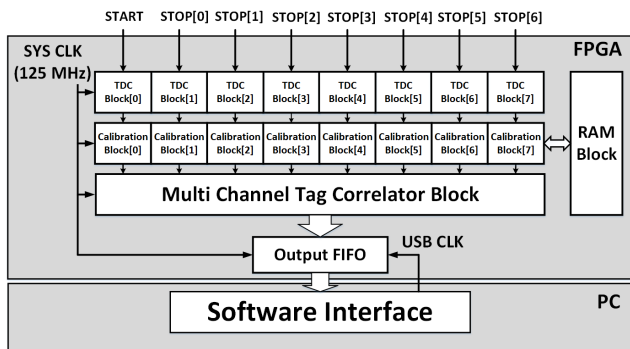 START STOP[0] STOP[1] STOP[2] STOP[3] STOP[4] STOP[5] STOP[6]
SYS CLK
(125 MHz)
FPGA
TDC TDC TDC TDC TDC TDC TDC TDC
Block[0] Block[1] Block[2] Block[3] Block[4] Block[5] Block[6] Block[7]
Calibration Calibration Calibration Calibration Calibration Calibration Calibration Calibration
Block[0] Block[1] Block[2] Block[3] Block[4] Block[5] Block[6] Block[7]
RAM
Block
Multi Channel Tag Correlator Block
USB CLK
Output FIFO
Software Interface
PC